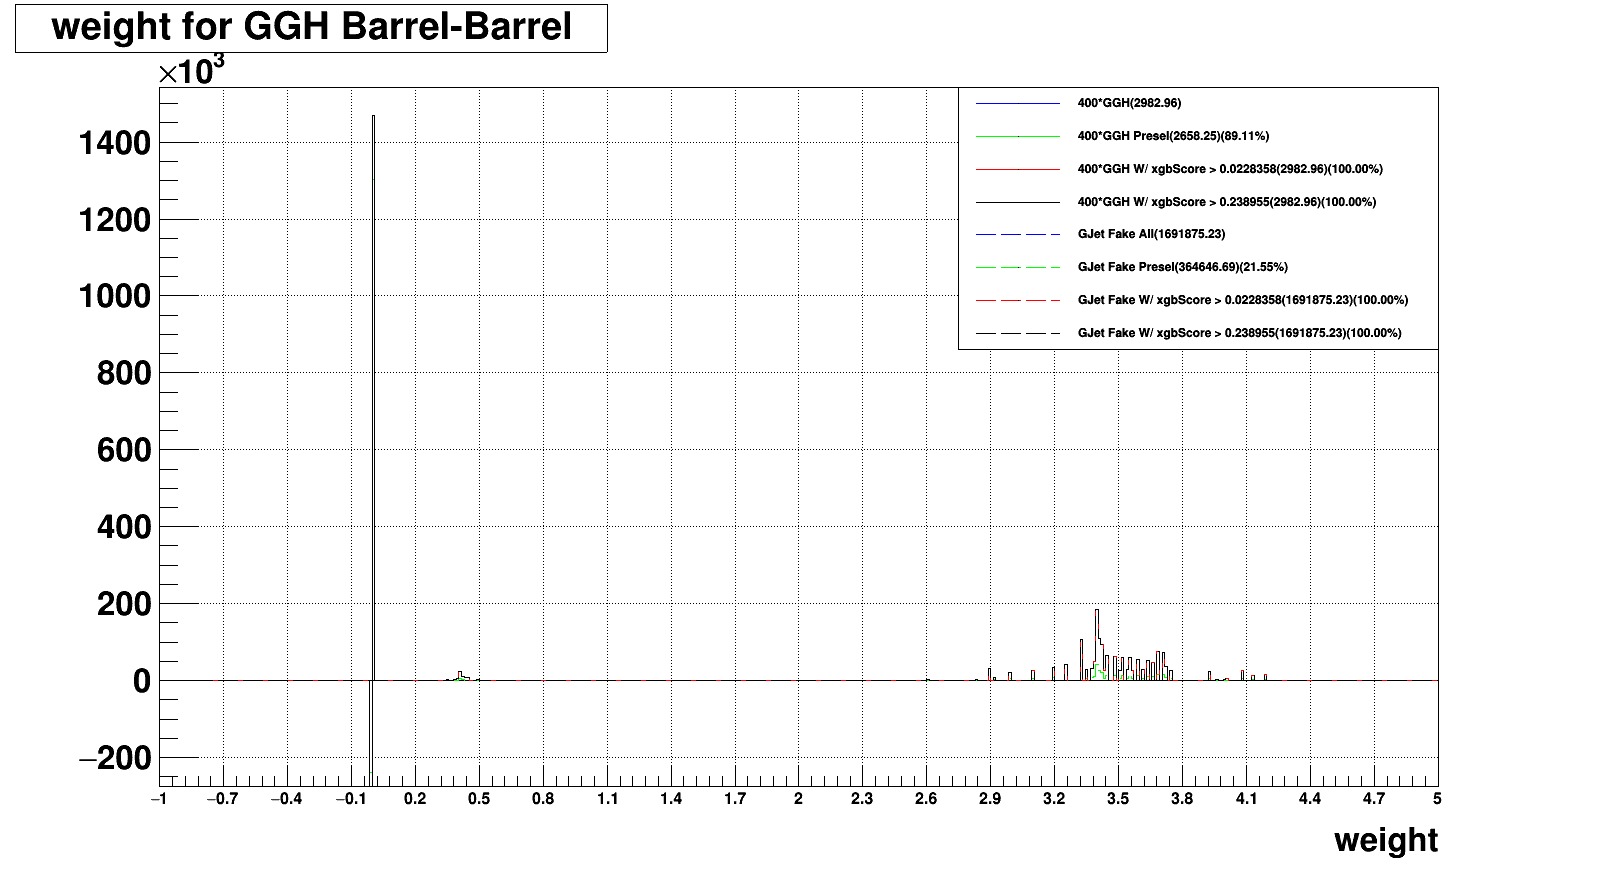 weight for GGH Barrel-Barrel
×10³
400*GGH(2982.96)
400*GGH Presel(2658.25)(89.11%)
400*GGH W/ xgbScore > 0.0228358(2982.96)(100.00%)
400*GGH W/ xgbScore > 0.238955(2982.96)(100.00%)
GJet Fake All(1691875.23)
GJet Fake Presel(364646.69)(21.55%)
GJet Fake W/ xgbScore > 0.0228358(1691875.23)(100.00%)
GJet Fake W/ xgbScore > 0.238955(1691875.23)(100.00%)
1400
1200
1000
800
600
400
200
0
−200
−1 −0.7 −0.4 −0.1 0.2 0.5 0.8 1.1 1.4 1.7 2 2.3 2.6 2.9 3.2 3.5 3.8 4.1 4.4 4.7 5
weight